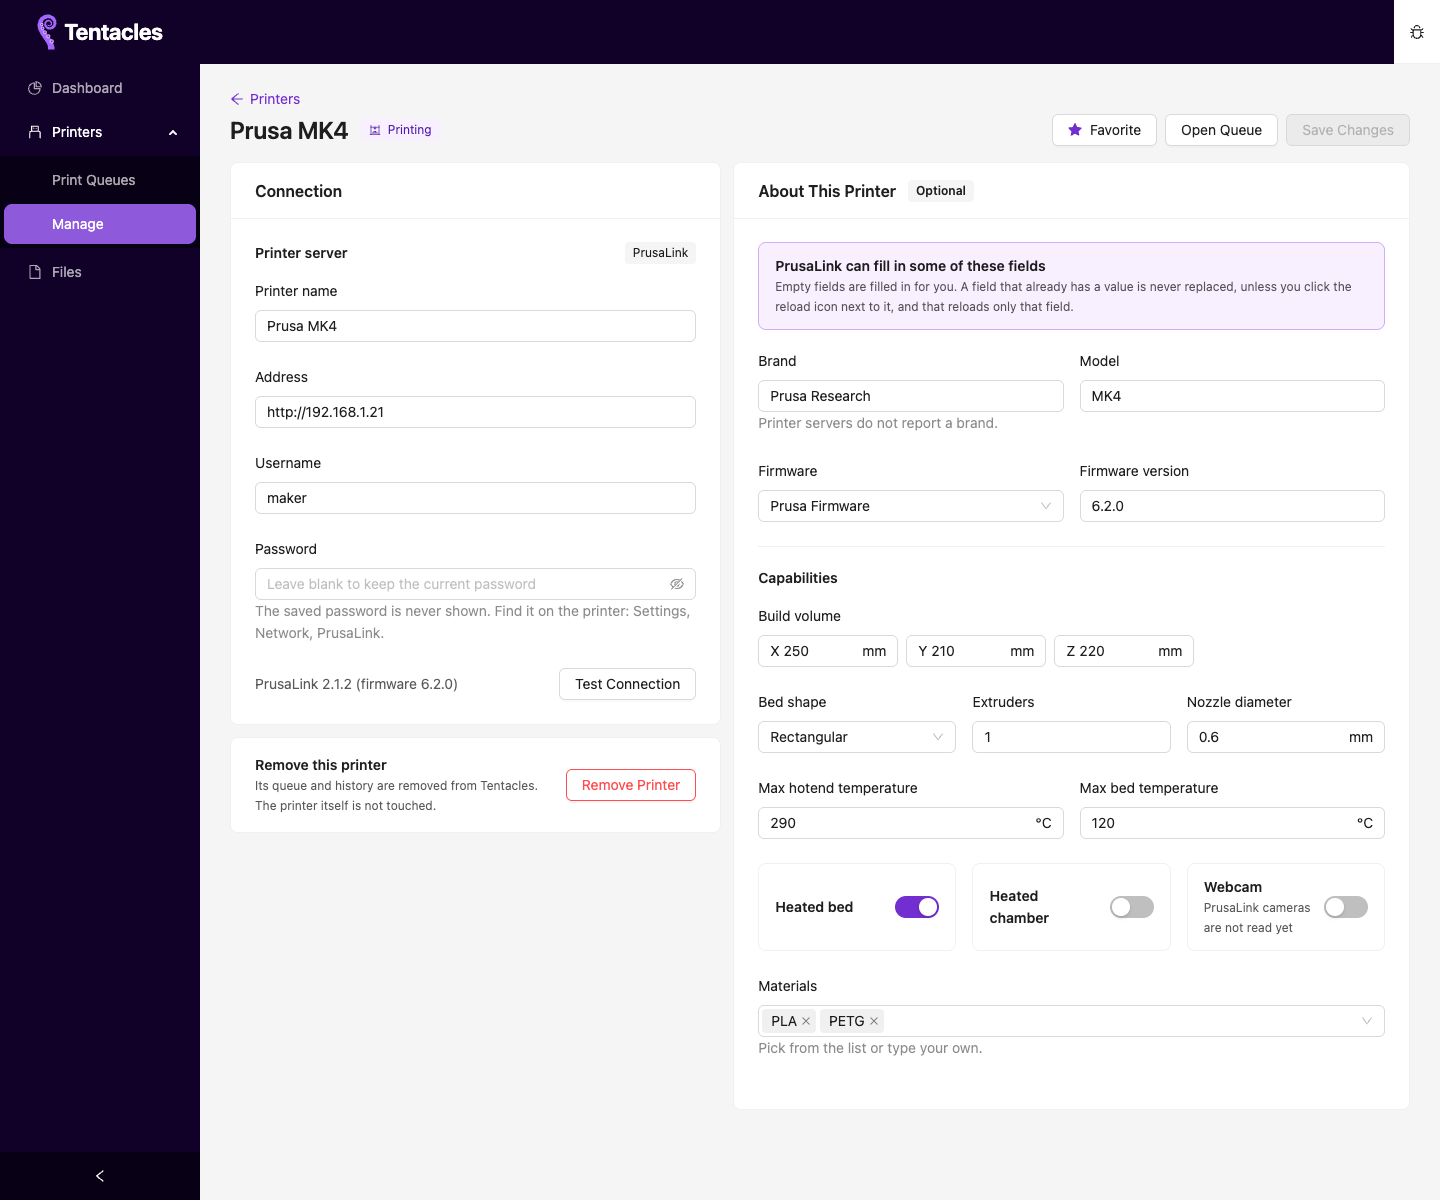 Tentacles
Dashboard
Printers
Print Queues
Manage
Files
Printers
Prusa MK4
Printing
Favorite
Open Queue
Save Changes
Connection
Printer server
PrusaLink
Printer name
Prusa MK4
Address
http://192.168.1.21
Username
maker
Password
Leave blank to keep the current password
The saved password is never shown. Find it on the printer: Settings,
Network, PrusaLink.
PrusaLink 2.1.2 (firmware 6.2.0)
Test Connection
Remove this printer
Its queue and history are removed from Tentacles.
The printer itself is not touched.
Remove Printer
About This Printer
Optional
PrusaLink can fill in some of these fields
Empty fields are filled in for you. A field that already has a value is never replaced, unless you click the
reload icon next to it, and that reloads only that field.
Brand
Model
Prusa Research
MK4
Printer servers do not report a brand.
Firmware
Firmware version
Prusa Firmware
6.2.0
Capabilities
Build volume
X 250 mm
Y 210 mm
Z 220 mm
Bed shape
Extruders
Nozzle diameter
Rectangular
1
0.6 mm
Max hotend temperature
Max bed temperature
290 °C
120 °C
Heated bed
Heated
chamber
Webcam
PrusaLink cameras
are not read yet
Materials
PLA
PETG
Pick from the list or type your own.